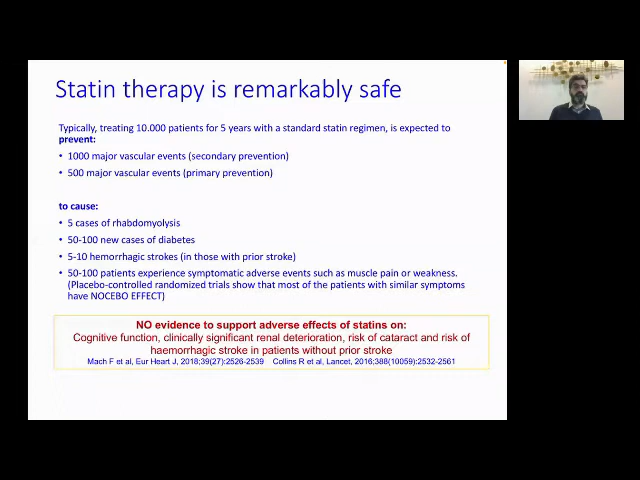 Statin therapy is remarkably safe
Typically, treating 10.000 patients for 5 years with a standard statin regimen, is expected to
prevent:
• 1000 major vascular events (secondary prevention)
• 500 major vascular events (primary prevention)
to cause:
• 5 cases of rhabdomyolysis
• 50-100 new cases of diabetes
• 5-10 hemorrhagic strokes (in those with prior stroke)
• 50-100 patients experience symptomatic adverse events such as muscle pain or weakness.
(Placebo-controlled randomized trials show that most of the patients with similar symptoms
have NOCEBO EFFECT)
NO evidence to support adverse effects of statins on:
Cognitive function, clinically significant renal deterioration, risk of cataract and risk of
haemorrhagic stroke in patients without prior stroke
Mach F et al, Eur Heart J, 2018;39(27):2526-2539 Collins R et al, Lancet, 2016;388(10059):2532-2561